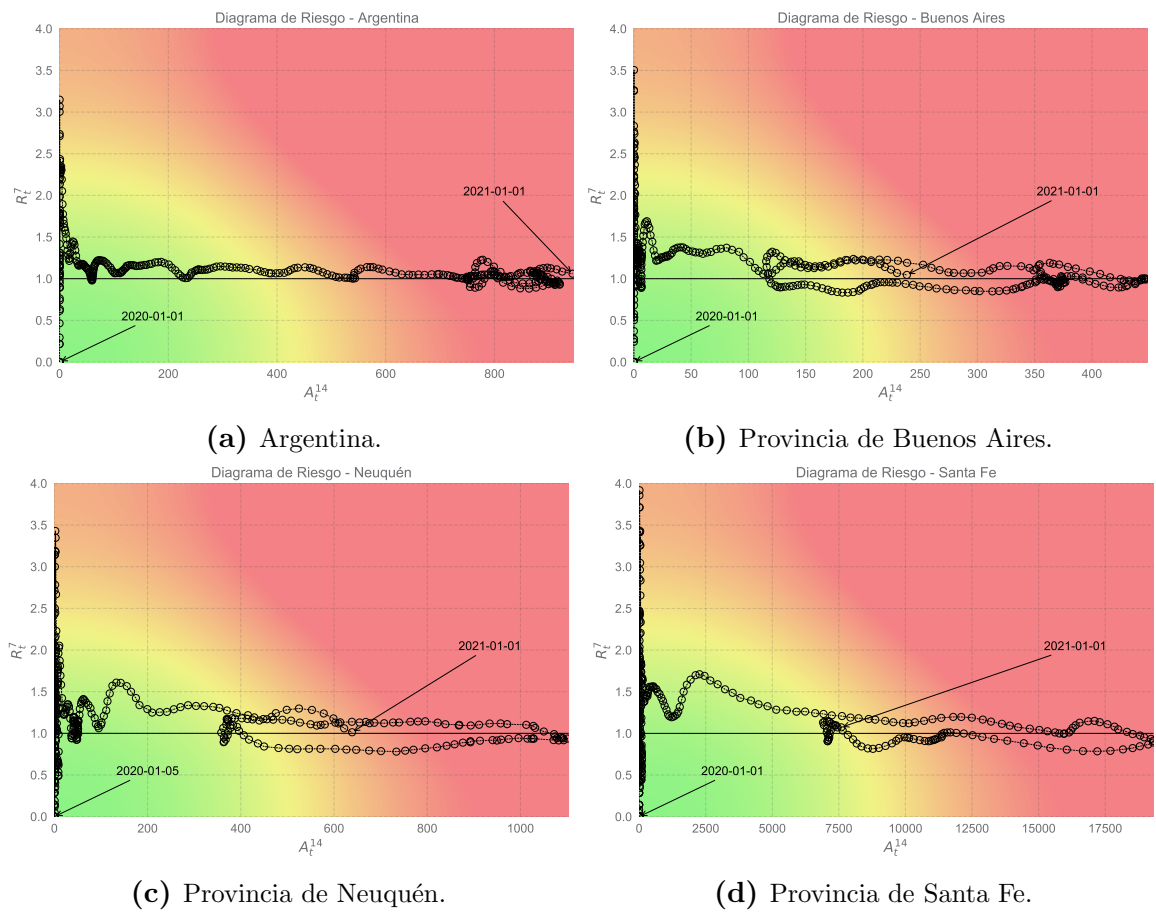 Diagrama de Riesgo - Argentina
4.0
3.5
3.0
2.5
2.0
1.5
1.0
0.5
0.0
R_t^7
2021-01-01
2020-01-01
0 200 400 600 800
A_t^14
(a) Argentina.
Diagrama de Riesgo - Buenos Aires
4.0
3.5
3.0
2.5
2.0
1.5
1.0
0.5
0.0
R_t^7
2021-01-01
2020-01-01
0 50 100 150 200 250 300 350 400
A_t^14
(b) Provincia de Buenos Aires.
Diagrama de Riesgo - Neuquén
4.0
3.5
3.0
2.5
2.0
1.5
1.0
0.5
0.0
R_t^7
2021-01-01
2020-01-05
0 200 400 600 800 1000
A_t^14
(c) Provincia de Neuquén.
Diagrama de Riesgo - Santa Fe
4.0
3.5
3.0
2.5
2.0
1.5
1.0
0.5
0.0
R_t^7
2021-01-01
2020-01-01
0 2500 5000 7500 10000 12500 15000 17500
A_t^14
(d) Provincia de Santa Fe.